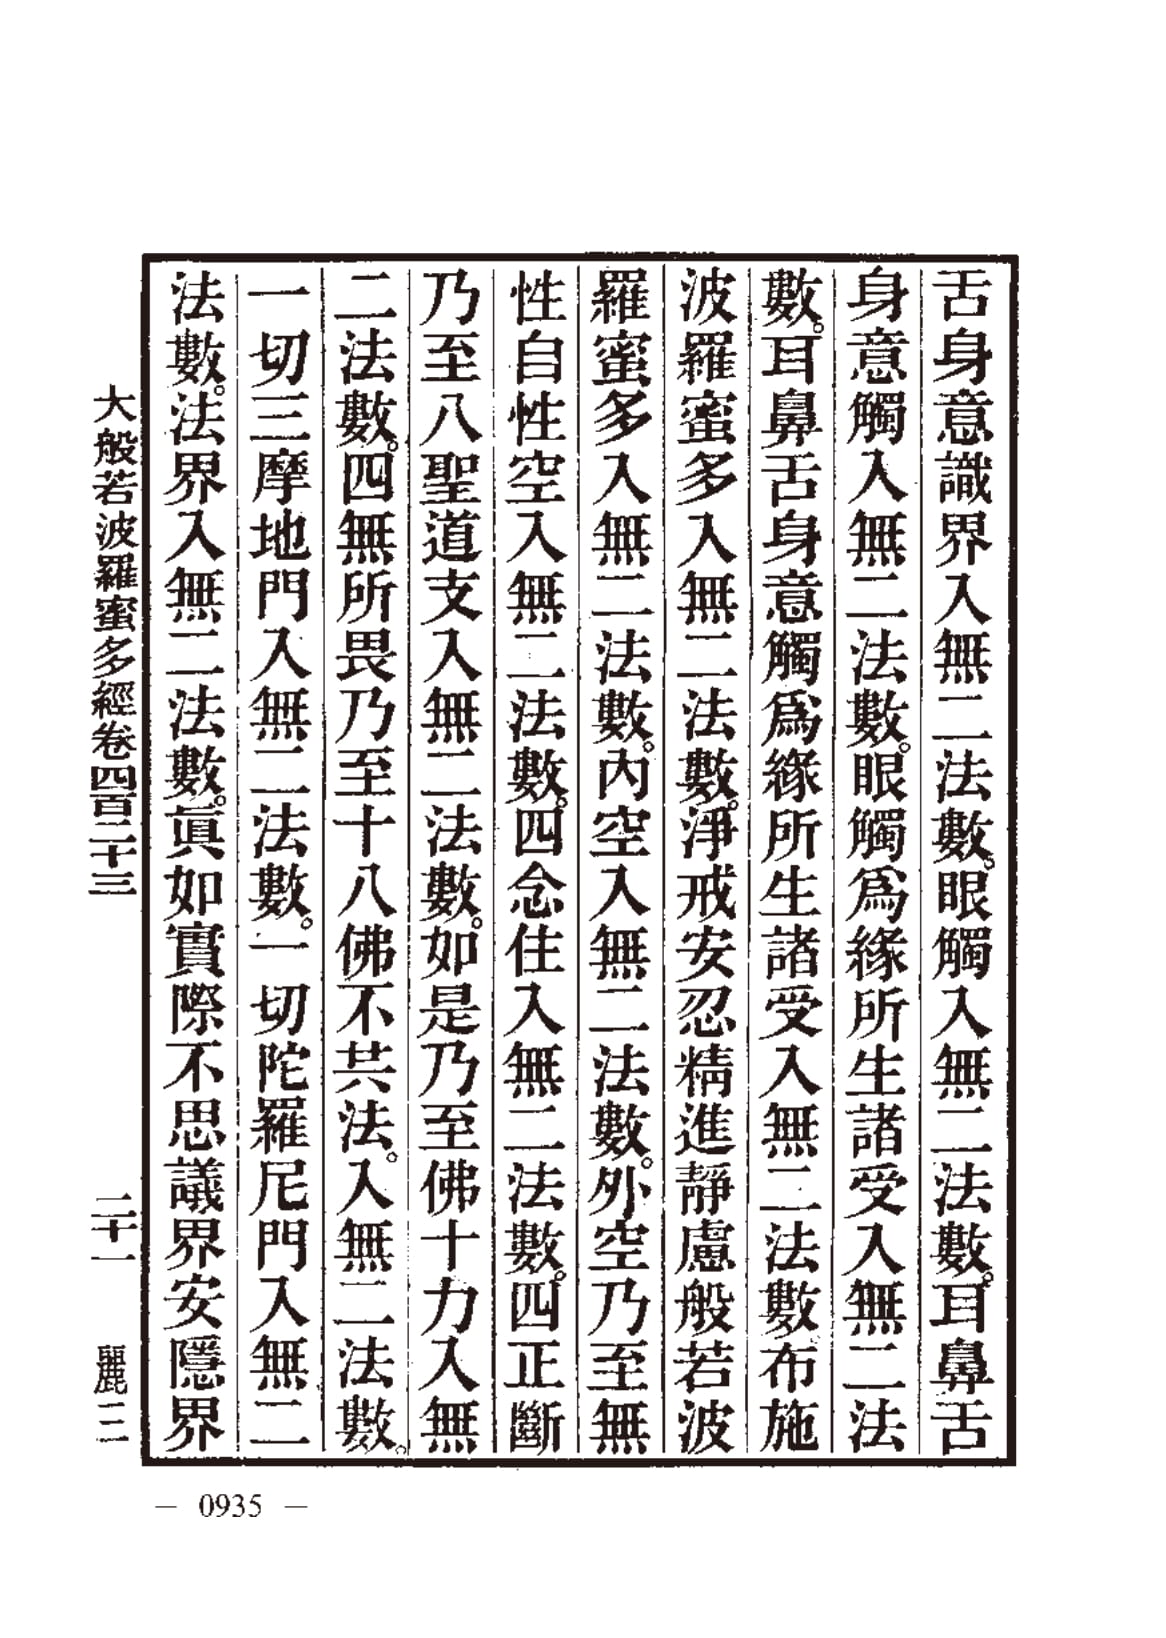 舌身意識界入無二法數。眼觸入無二法數。耳鼻舌
身意觸入無二法數。眼觸爲緣所生諸受入無二法
數。耳鼻舌身意觸爲緣所生諸受入無二法數布施
波羅蜜多入無二法數。淨戒安忍精進靜慮般若波
羅蜜多入無二法數。內空入無二法數。外空乃至無
性自性空入無二法數。四念住入無二法數。四正斷
乃至八聖道支入無二法數。如是乃至佛十力入無
二法數。四無所畏乃至十八佛不共法。入無二法數。
一切三摩地門入無二法數。一切陀羅尼門入無二
法數。法界入無二法數。眞如實際不思議界安隱界
大般若波羅蜜多經卷四百二十三 二十一 麗二
— 0935 —